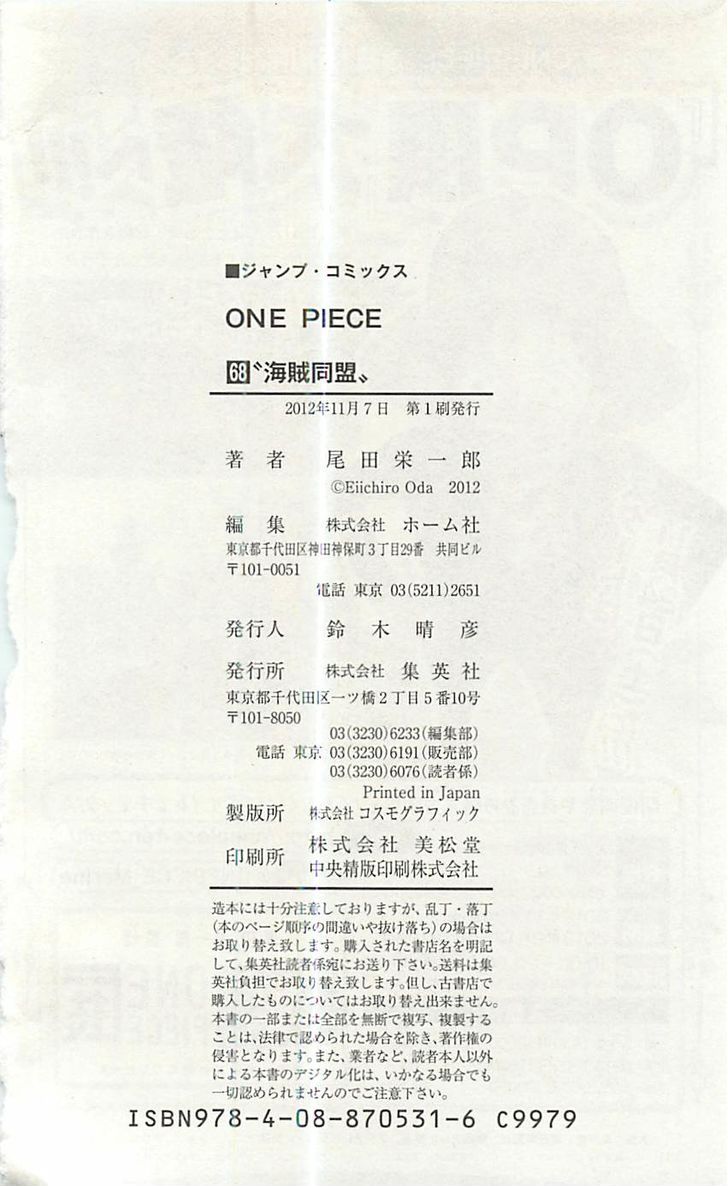 ■ジャンプ・コミックス
ONE PIECE
68〝海賊同盟〟
2012年11月7日 第1刷発行
著者 尾田栄一郎
©Eiichiro Oda 2012
編集 株式会社 ホーム社
東京都千代田区神田神保町3丁目29番 共同ビル
〒101-0051
電話 東京 03(5211)2651
発行人 鈴木晴彦
発行所 株式会社 集英社
東京都千代田区一ツ橋2丁目5番10号
〒101-8050
03(3230)6233(編集部)
電話 東京 03(3230)6191(販売部)
03(3230)6076(読者係)
Printed in Japan
製版所 株式会社 コスモグラフィック
印刷所 株式会社 美松堂
中央精版印刷株式会社
造本には十分注意しておりますが、乱丁・落丁
(本のページ順序の間違いや抜け落ち)の場合は
お取り替え致します。購入された書店名を明記
して、集英社読者係宛にお送り下さい。送料は集
英社負担でお取り替え致します。但し、古書店で
購入したものについてはお取り替え出来ません。
本書の一部または全部を無断で複写、複製する
ことは、法律で認められた場合を除き、著作権の
侵害となります。また、業者など、読者本人以外
による本書のデジタル化は、いかなる場合でも
一切認められませんのでご注意下さい。
ISBN978-4-08-870531-6 C9979